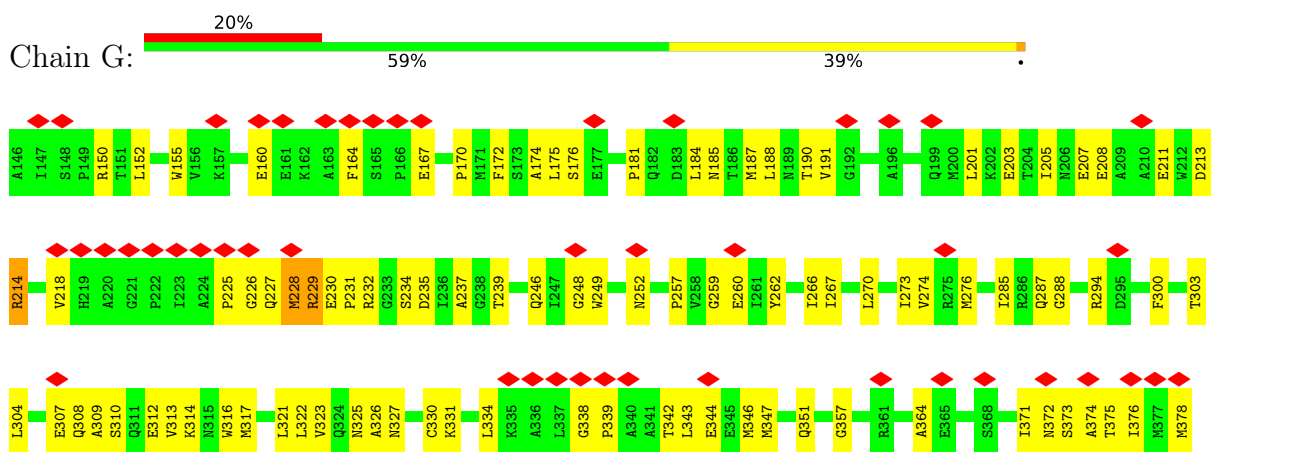 20%
Chain G:
59% 39% •
A146 I147 S148 P149 R150 T151 L152 W155 V156 K157 E160 E161 K162 A163 F164 S165 P166 E167 P170 M171 F172 S173 A174 L175 S176 E177 P181 Q182 D183 L184 N185 T186 M187 L188 N189 T190 V191 G192 A196 Q199 M200 L201 K202 E203 T204 I205 N206 E207 E208 A209 A210 E211 W212 D213
R214 V218 H219 A220 G221 P222 I223 A224 P225 G226 Q227 M228 R229 E230 P231 R232 G233 S234 D235 I236 A237 G238 T239 Q246 I247 G248 W249 N252 P257 V258 G259 E260 I261 Y262 I266 I267 L270 I273 V274 R275 M276 I285 R286 Q287 G288 R294 D295 F300 T303
L304 E307 Q308 A309 S310 Q311 E312 V313 K314 N315 W316 M317 L321 L322 V323 Q324 N325 A326 N327 C330 K331 L334 K335 A336 L337 G338 P339 A340 A341 T342 L343 E344 E345 M346 M347 Q351 G357 R361 A364 E365 S368 I371 N372 S373 A374 T375 I376 M377 M378